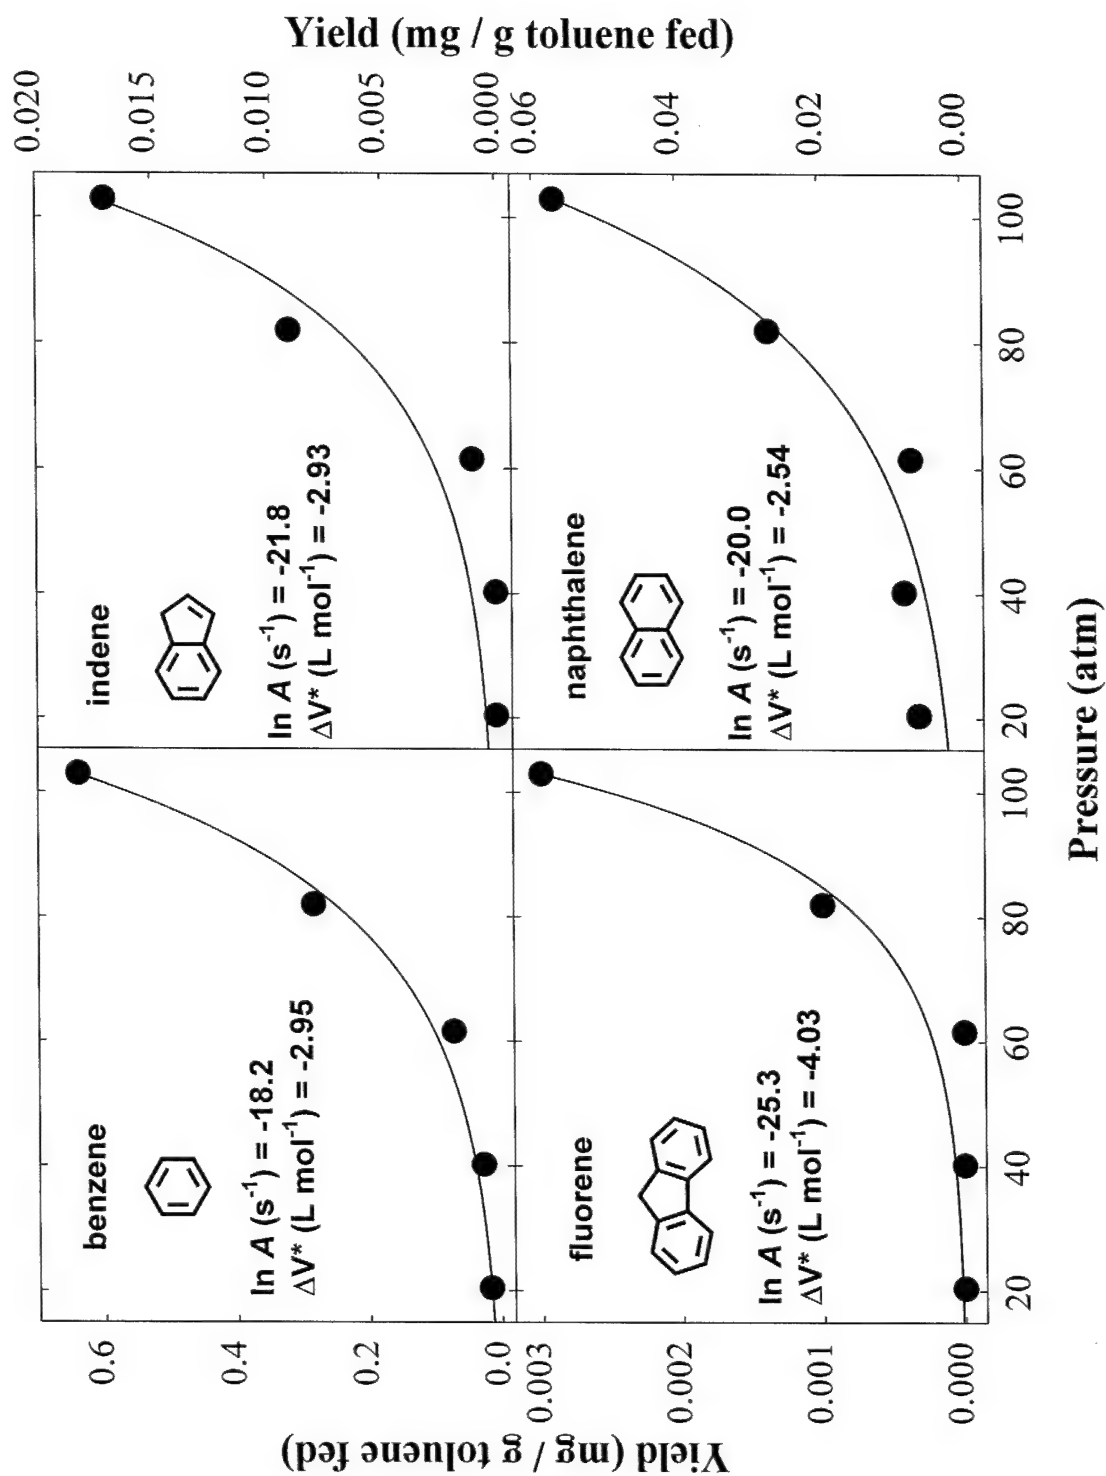 Yield (mg / g toluene fed)
0.6
0.4
0.2
0.0
benzene
ln A (s⁻¹) = -18.2
ΔV* (L mol⁻¹) = -2.95
indene
ln A (s⁻¹) = -21.8
ΔV* (L mol⁻¹) = -2.93
0.020
0.015
0.010
0.005
0.000
Yield (mg / g toluene fed)
0.003
0.002
0.001
0.000
fluorene
ln A (s⁻¹) = -25.3
ΔV* (L mol⁻¹) = -4.03
naphthalene
ln A (s⁻¹) = -20.0
ΔV* (L mol⁻¹) = -2.54
0.06
0.04
0.02
0.00
20 40 60 80 100 20 40 60 80 100
Pressure (atm)